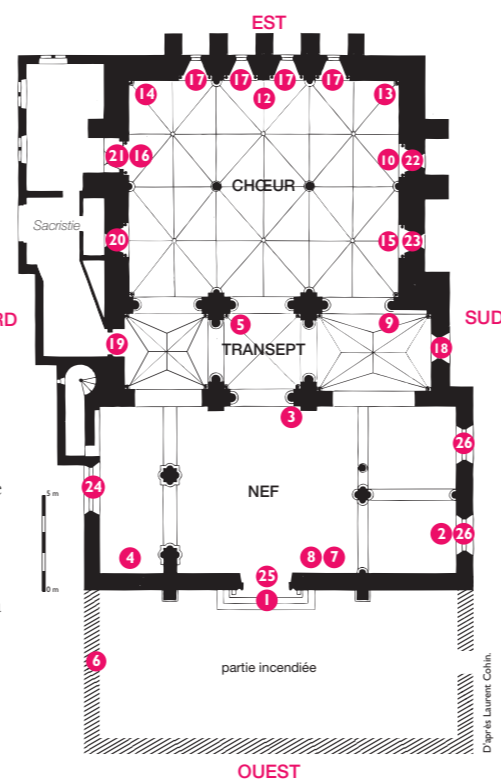 EST
17 17 17 17
14 12 13
21 16 10 22
CHŒUR
Sacristie
20 15 23
RD SUD
5 9
19 TRANSEPT 18
3
26
24 NEF
5 m
2 26
4 8 7
0 m
25
1
6 partie incendiée
D'après Laurent Cohin.
OUEST